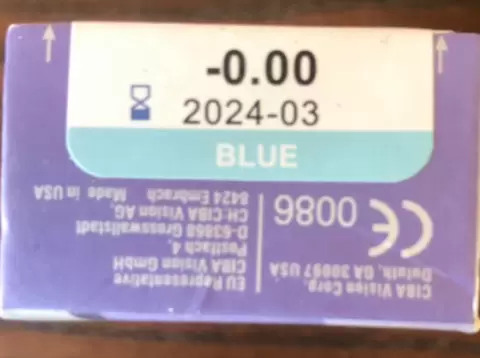 -0.00
2024-03
BLUE
CIBA Vision Corp.
Duluth, GA 30097 USA
CE 0086
EU Representative
CIBA Vision GmbH
Postfach 4,
D-63868 Grosswallstadt
CH CIBA Vision AG,
8424 Embrach Made in USA